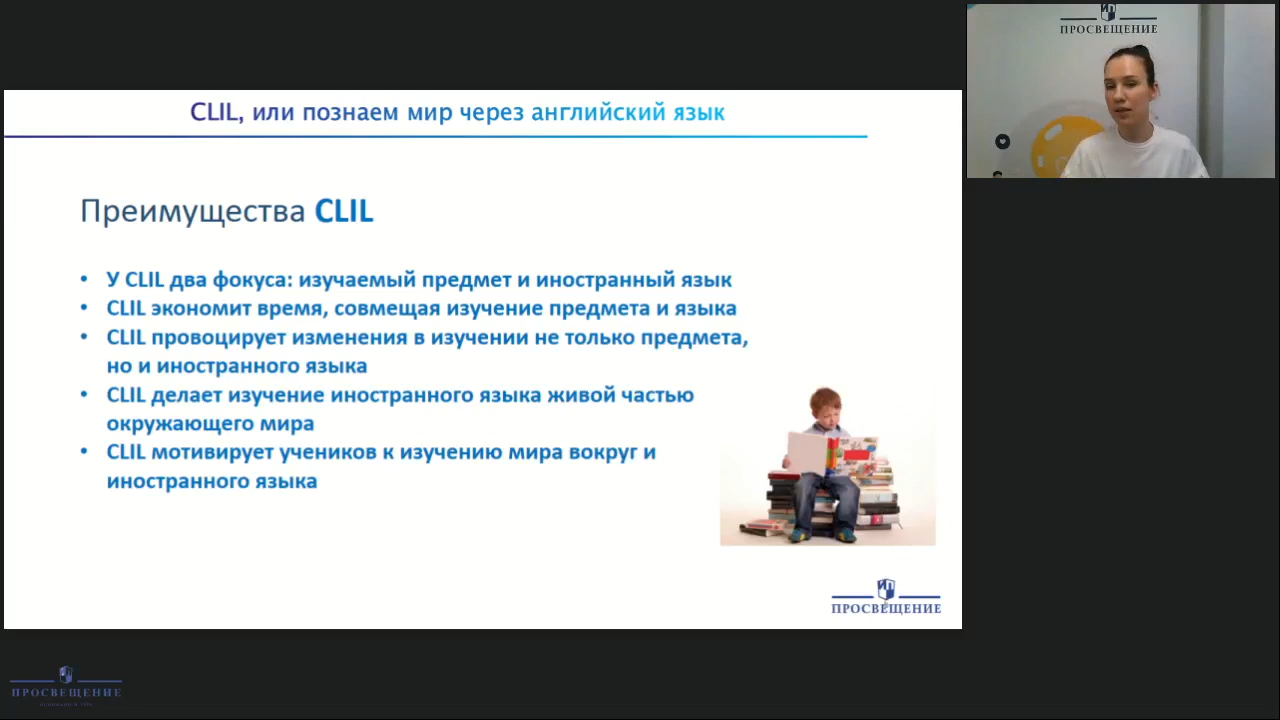 ПРОСВЕЩЕНИЕ
CLIL, или познаем мир через английский язык
Преимущества CLIL
• У CLIL два фокуса: изучаемый предмет и иностранный язык
• CLIL экономит время, совмещая изучение предмета и языка
• CLIL провоцирует изменения в изучении не только предмета,
но и иностранного языка
• CLIL делает изучение иностранного языка живой частью
окружающего мира
• CLIL мотивирует учеников к изучению мира вокруг и
иностранного языка
ПРОСВЕЩЕНИЕ
ПРОСВЕЩЕНИЕ